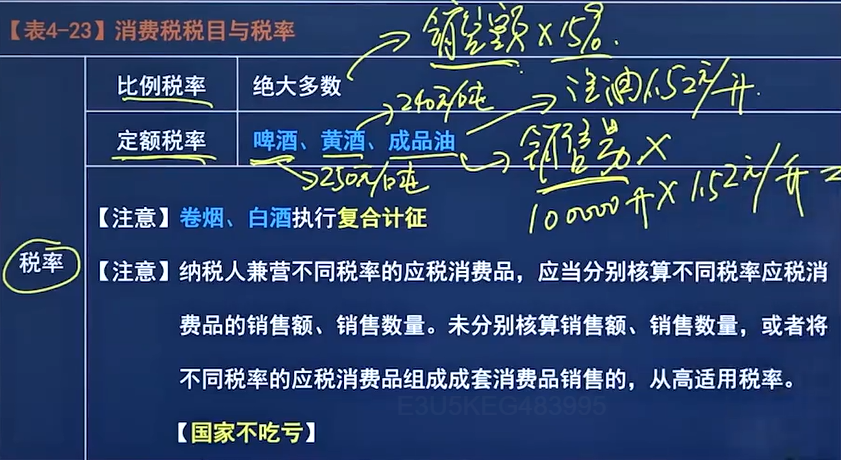 【表4-23】消费税税目与税率
销售额×15%.
比例税率 绝大多数
240元/吨
汽油1.52元/升.
定额税率 啤酒、黄酒、成品油
销售量×
250元/吨
100000升×1.52元/升=
【注意】卷烟、白酒执行复合计征
税率
【注意】纳税人兼营不同税率的应税消费品，应当分别核算不同税率应税消
费品的销售额、销售数量。未分别核算销售额、销售数量，或者将
不同税率的应税消费品组成成套消费品销售的，从高适用税率。
E3U5KEG483995
【国家不吃亏】